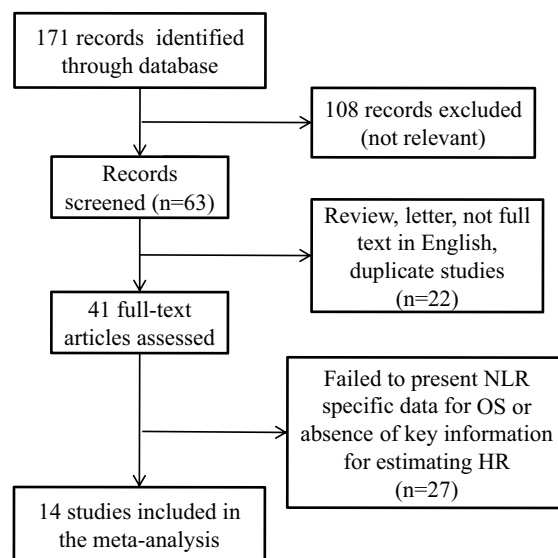 171 records identified
through database
108 records excluded
(not relevant)
Records
screened (n=63)
Review, letter, not full
text in English,
duplicate studies
(n=22)
41 full-text
articles assessed
Failed to present NLR
specific data for OS or
absence of key information
for estimating HR
(n=27)
14 studies included in
the meta-analysis